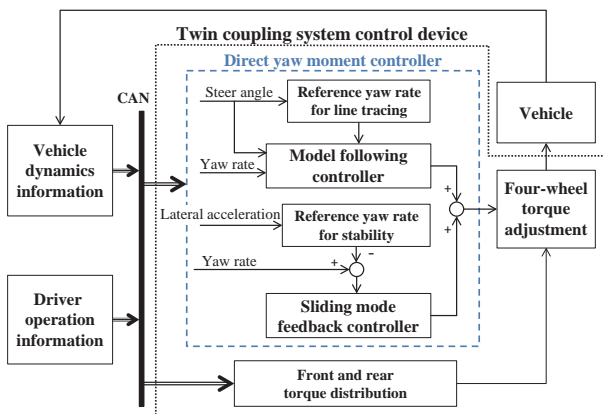 Twin coupling system control device
Direct yaw moment controller
CAN
Steer angle
Reference yaw rate
for line tracing
Vehicle
Vehicle
dynamics
information
Yaw rate
Model following
controller
+
+
Four-wheel
torque
adjustment
Lateral acceleration
Reference yaw rate
for stability
-
Yaw rate
+
Driver
operation
information
Sliding mode
feedback controller
Front and rear
torque distribution